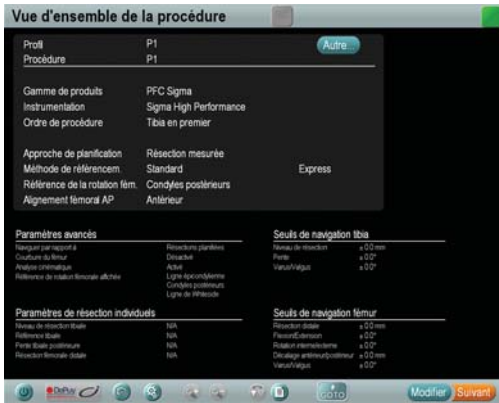 Vue d'ensemble de la procédure
Profil P1 Autre...
Procédure P1
Gamme de produits PFC Sigma
Instrumentation Sigma High Performance
Ordre de procédure Tibia en premier
Approche de planification Résection mesurée
Méthode de référencem. Standard Express
Référence de la rotation fém. Condyles postérieurs
Alignement fémoral AP Antérieur
Paramètres avancés
Naviguer par rapport à Résections planifiées
Courbure du fémur Désactivé
Analyse cinématique Activé
Référence de rotation fémorale affichée Ligne épicondylienne
Condyles postérieurs
Ligne de Whiteside
Seuils de navigation tibia
Niveau de résection ± 0.0 mm
Pente ± 0.0°
Varus/Valgus ± 0.0°
Paramètres de résection individuels
Niveau de résection tibiale N/A
Référence tibiale N/A
Pente tibiale postérieure N/A
Résection fémorale distale N/A
Seuils de navigation fémur
Résection distale ± 0.0 mm
Flexion/Extension ± 0.0°
Rotation interne/externe ± 0.0°
Décalage antérieur/postérieur ± 0.0 mm
Varus/Valgus ± 0.0°
DePuy Goto Modifier Suivant